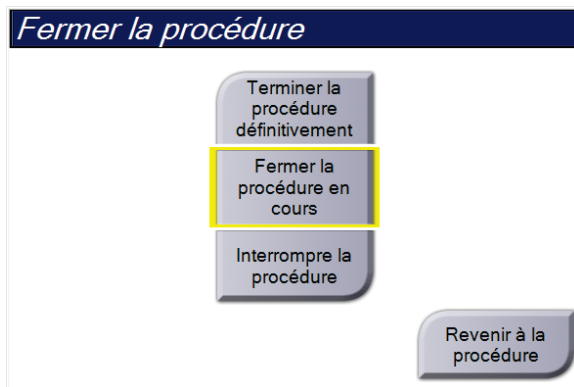 Fermer la procédure
Terminer la
procédure
définitivement
Fermer la
procédure en
cours
Interrompre la
procédure
Revenir à la
procédure